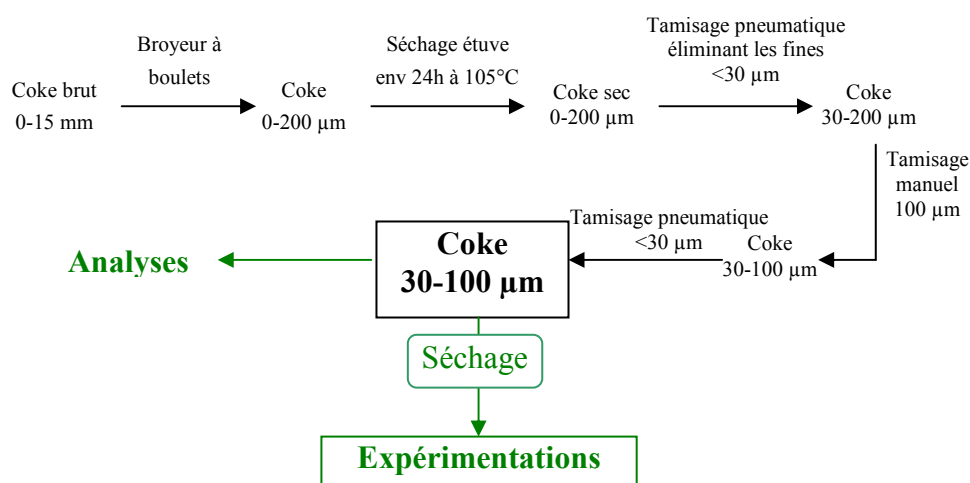 Coke brut
0-15 mm
Broyeur à
boulets
Coke
0-200 µm
Séchage étuve
env 24h à 105°C
Coke sec
0-200 µm
Tamisage pneumatique
éliminant les fines
<30 µm
Coke
30-200 µm
Tamisage
manuel
100 µm
Coke
30-100 µm
Tamisage pneumatique
<30 µm
Coke
30-100 µm
Analyses
Séchage
Expérimentations